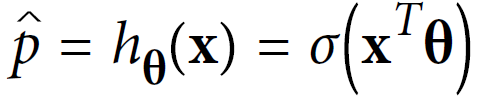 p̂ = h_θ(x) = σ(x^T θ)